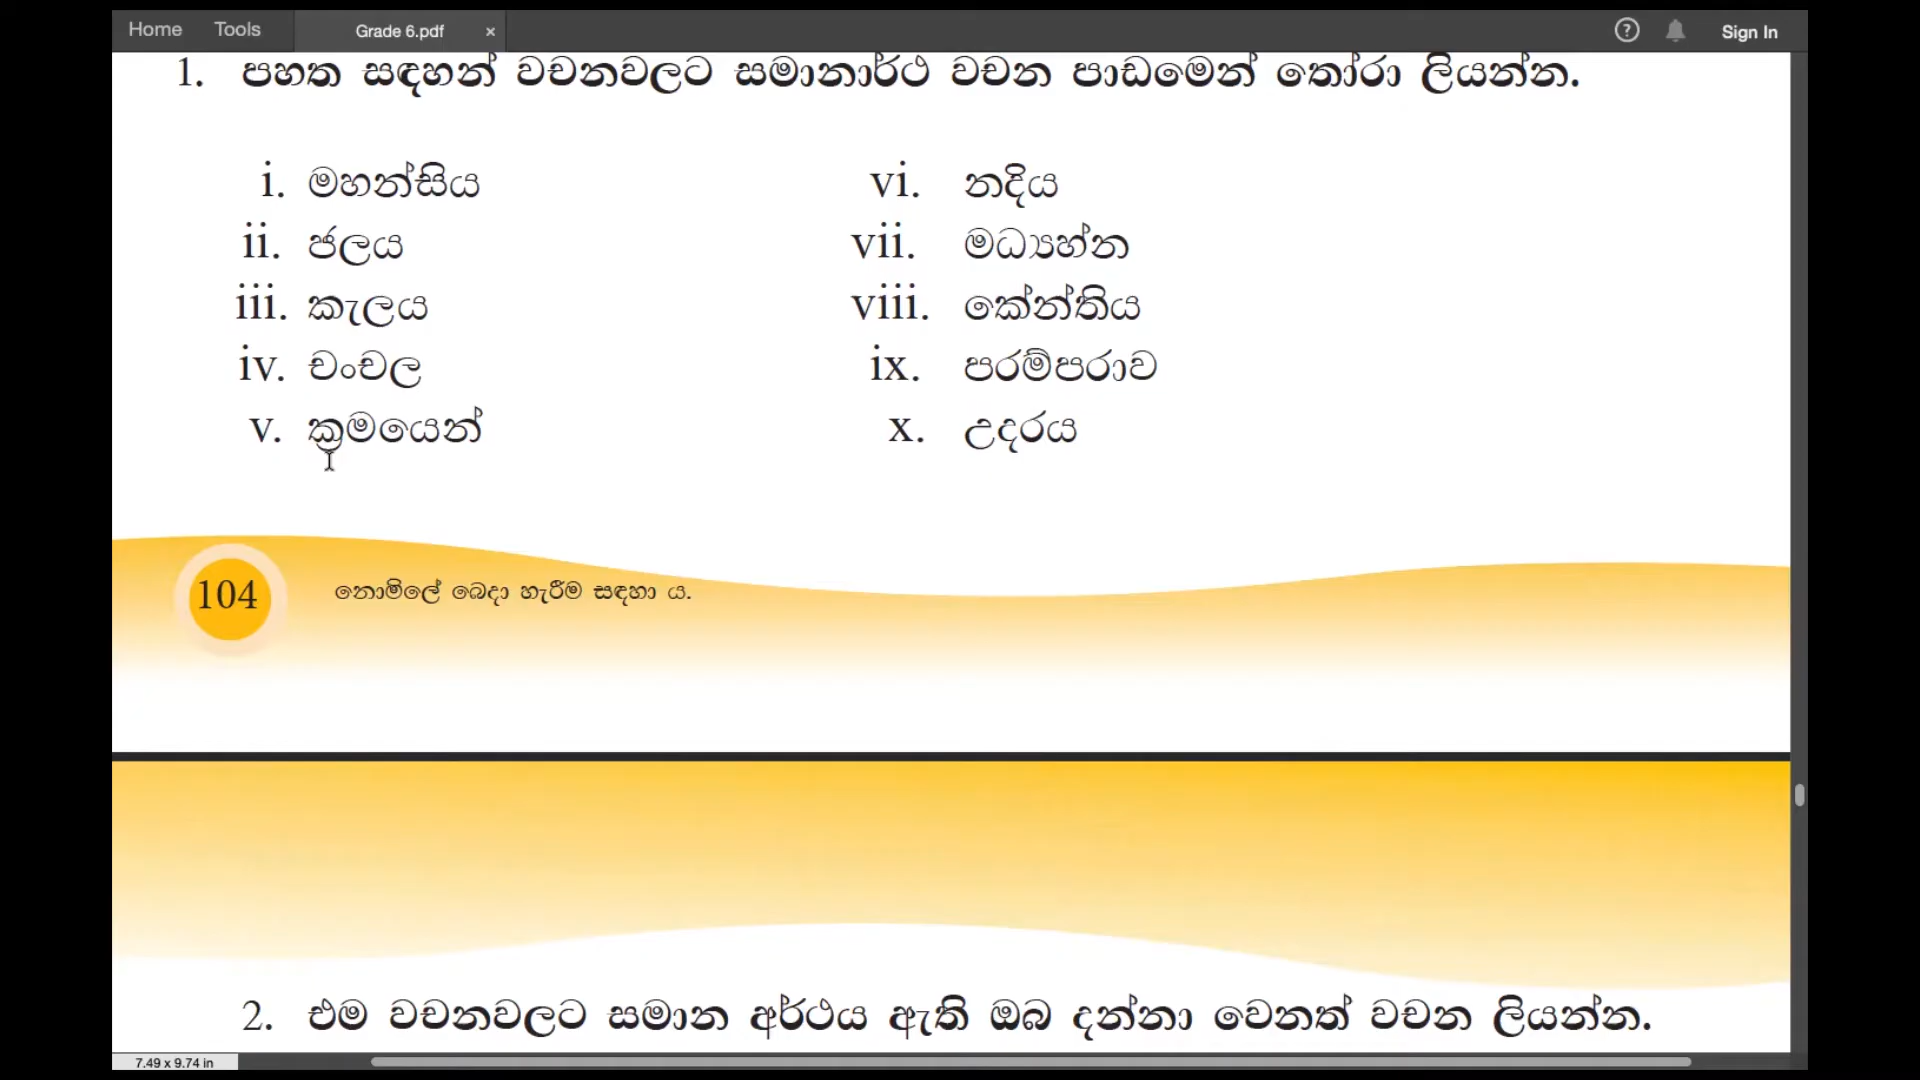 Home Tools Grade 6.pdf × Sign In
1. පහත සඳහන් වචනවලට සමානාර්ථ වචන පාඩමෙන් තෝරා ලියන්න.
i. මහන්සිය
ii. ජලය
iii. කැලය
iv. චංචල
v. ක්‍රමයෙන්
vi. නදිය
vii. මධ්‍යහ්න
viii. කේන්තිය
ix. පරම්පරාව
x. උදරය
104 නොමිලේ බෙදා හැරීම සඳහා ය.
2. එම වචනවලට සමාන අර්ථය ඇති ඔබ දන්නා වෙනත් වචන ලියන්න.
7.49 x 9.74 in